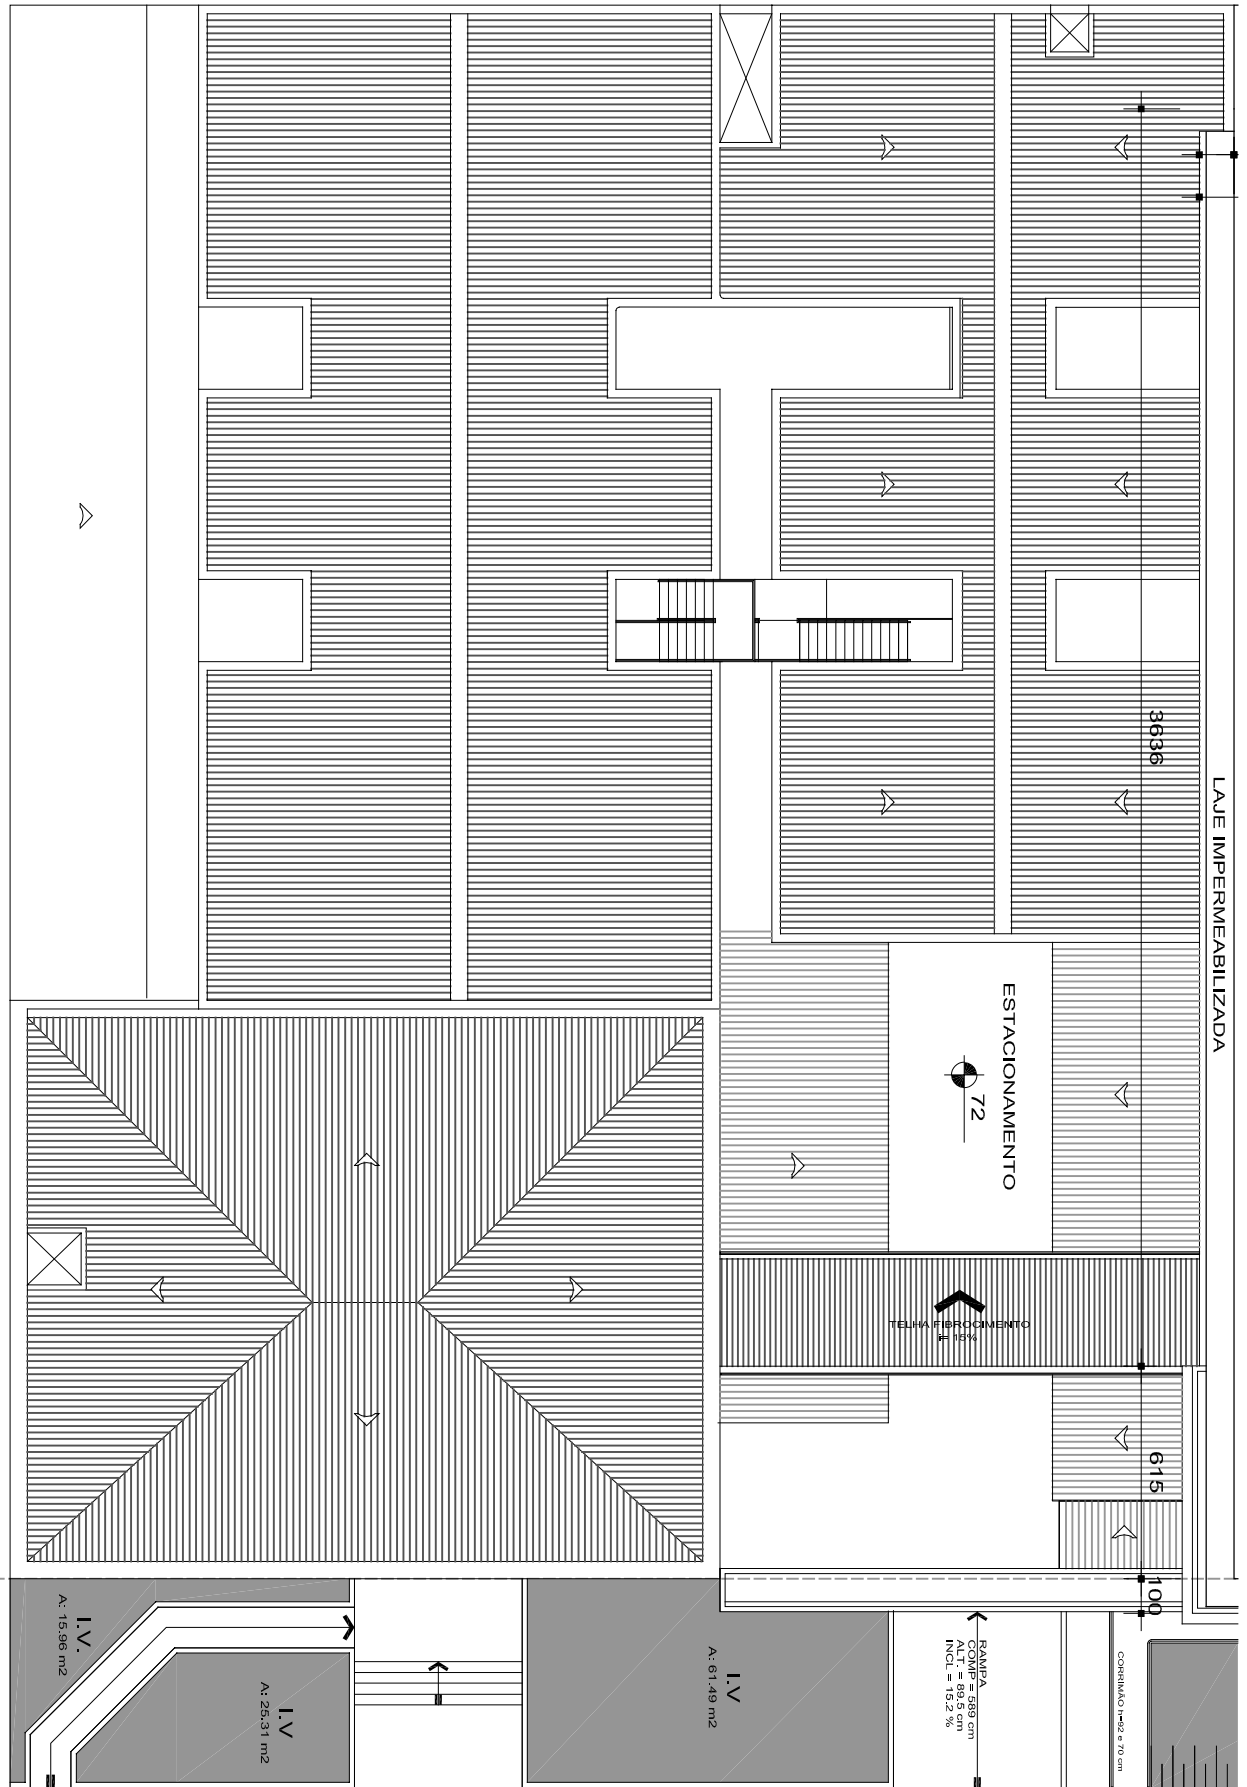 3636
LAJE IMPERMEABILIZADA
ESTACIONAMENTO
72
TELHA FIBROCIMENTO
i= 15%
615
100
I.V.
A: 15.96 m2
I.V
A: 25.31 m2
I.V
A: 61.49 m2
RAMPA
COMP = 589 cm
ALT. = 89,5 cm
INCL = 15.2 %
CORRIMÃO h=92 e 70 cm